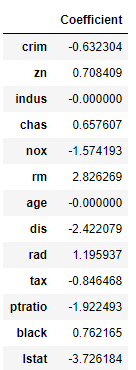 Coefficient
crim -0.632304
zn 0.708409
indus -0.000000
chas 0.657607
nox -1.574193
rm 2.826269
age -0.000000
dis -2.422079
rad 1.195937
tax -0.846468
ptratio -1.922493
black 0.762165
lstat -3.726184